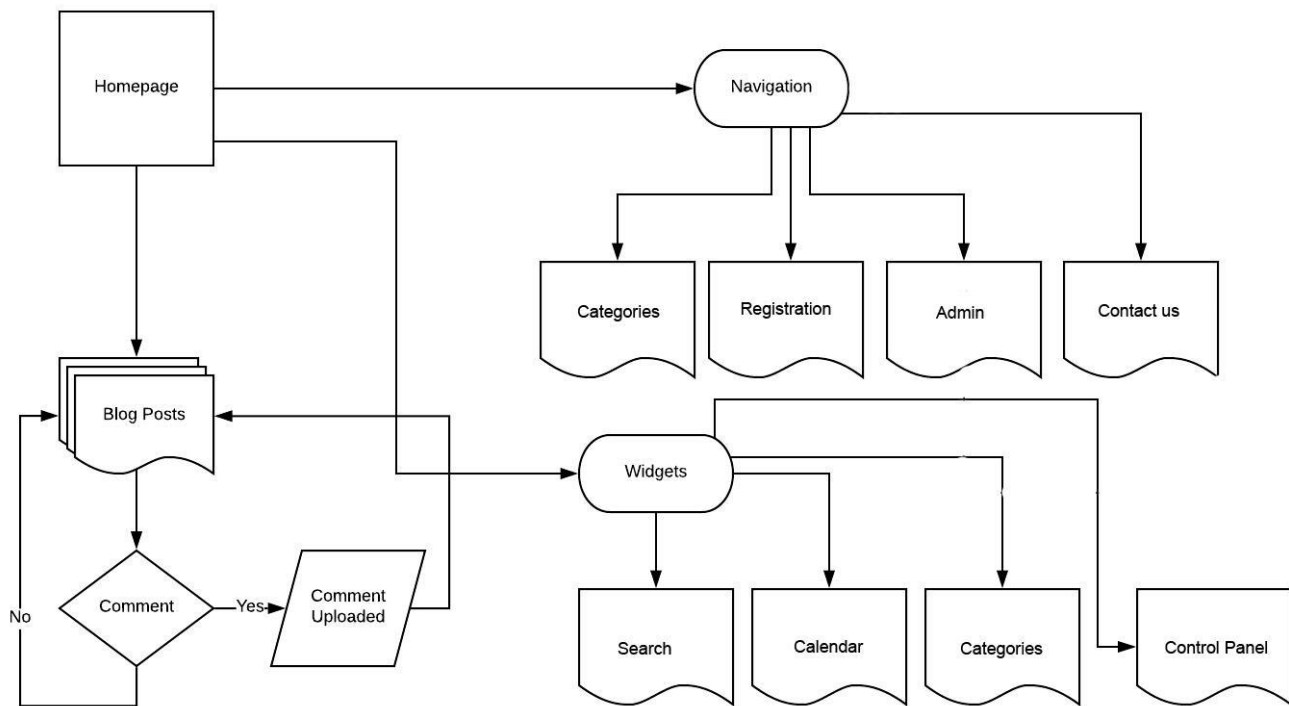 Homepage
Navigation
Categories
Registration
Admin
Contact us
Blog Posts
Widgets
Comment
Yes
Comment
Uploaded
No
Search
Calendar
Categories
Control Panel